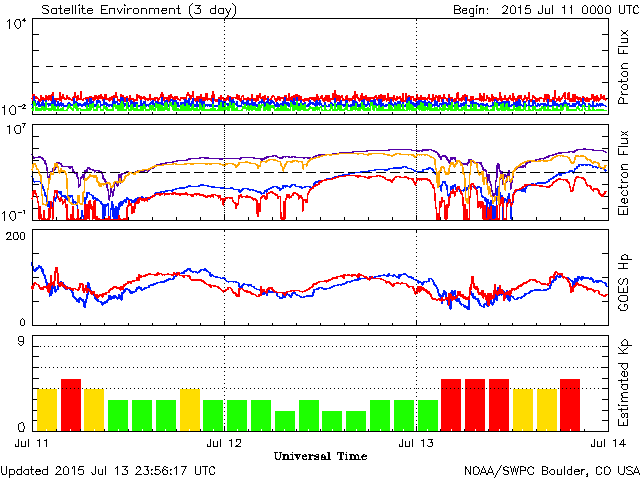 Satellite Environment (3 day)
Begin: 2015 Jul 11 0000 UTC
10^4
10^-2
Proton Flux
10^7
10^-1
Electron Flux
200
0
GOES Hp
9
0
Estimated Kp
Jul 11
Jul 12
Jul 13
Jul 14
Universal Time
Updated 2015 Jul 13 23:56:17 UTC
NOAA/SWPC Boulder, CO USA